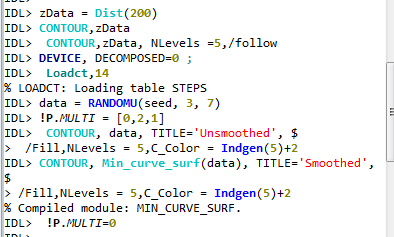 IDL> zData = Dist(200)
IDL> CONTOUR,zData
IDL>  CONTOUR,zData, NLevels =5,/follow
IDL> DEVICE, DECOMPOSED=0 ;
IDL>  Loadct,14
% LOADCT: Loading table STEPS
IDL> data = RANDOMU(seed, 3, 7)
IDL> !P.MULTI = [0,2,1]
IDL>  CONTOUR, data, TITLE='Unsmoothed', $
>  /Fill,NLevels = 5,C_Color = Indgen(5)+2
IDL> CONTOUR, Min_curve_surf(data), TITLE='Smoothed',
$
> /Fill,NLevels = 5,C_Color = Indgen(5)+2
% Compiled module: MIN_CURVE_SURF.
IDL>  !P.MULTI=0